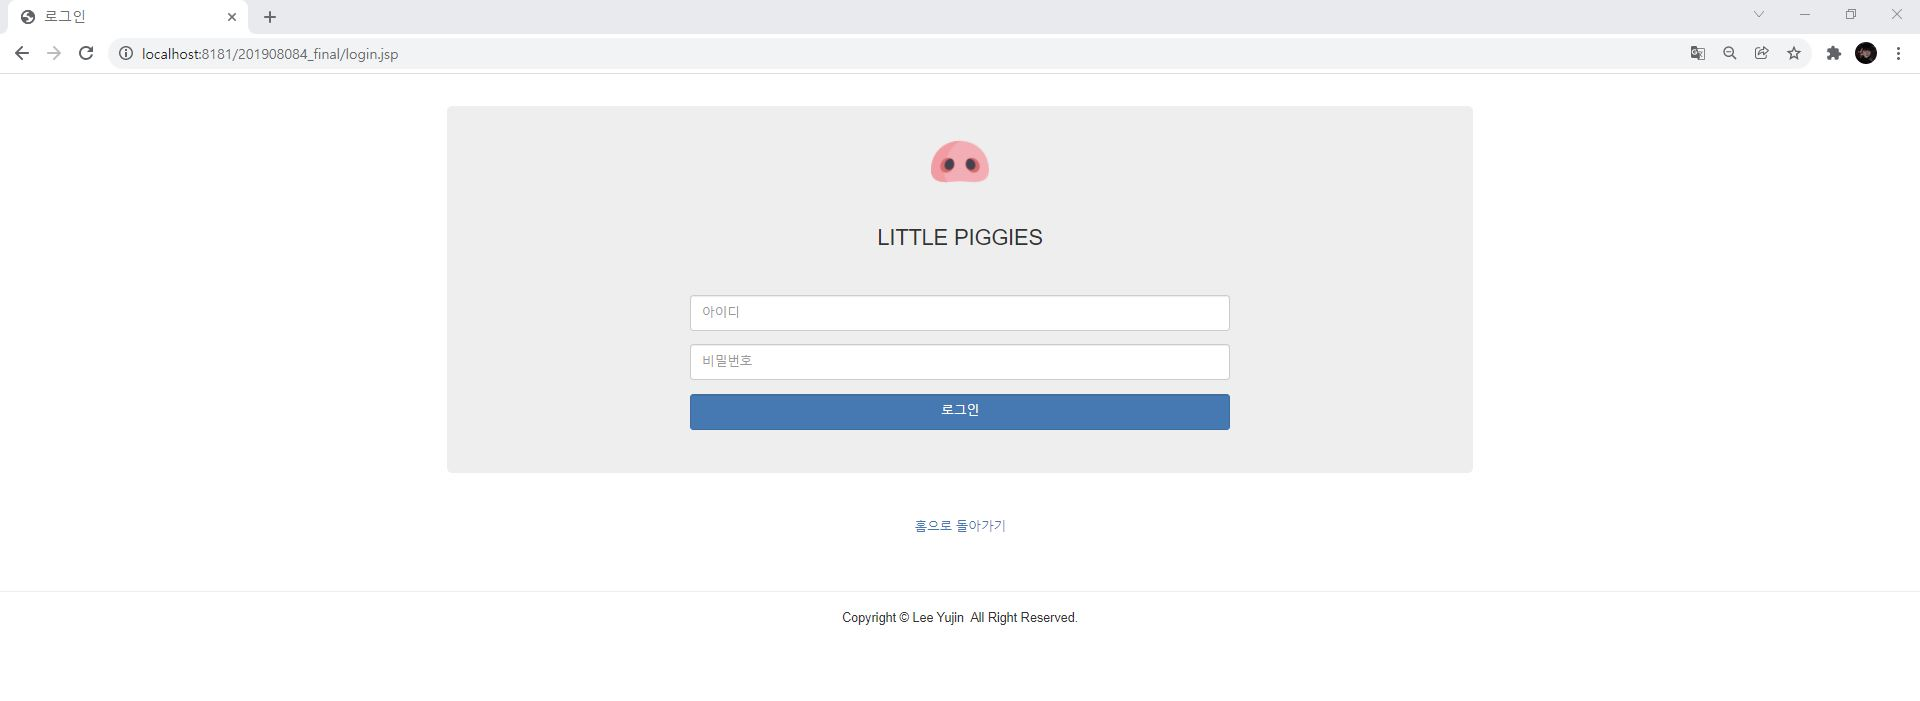 로그인
localhost:8181/201908084_final/login.jsp
LITTLE PIGGIES
아이디
비밀번호
로그인
홈으로 돌아가기
Copyright © Lee Yujin  All Right Reserved.